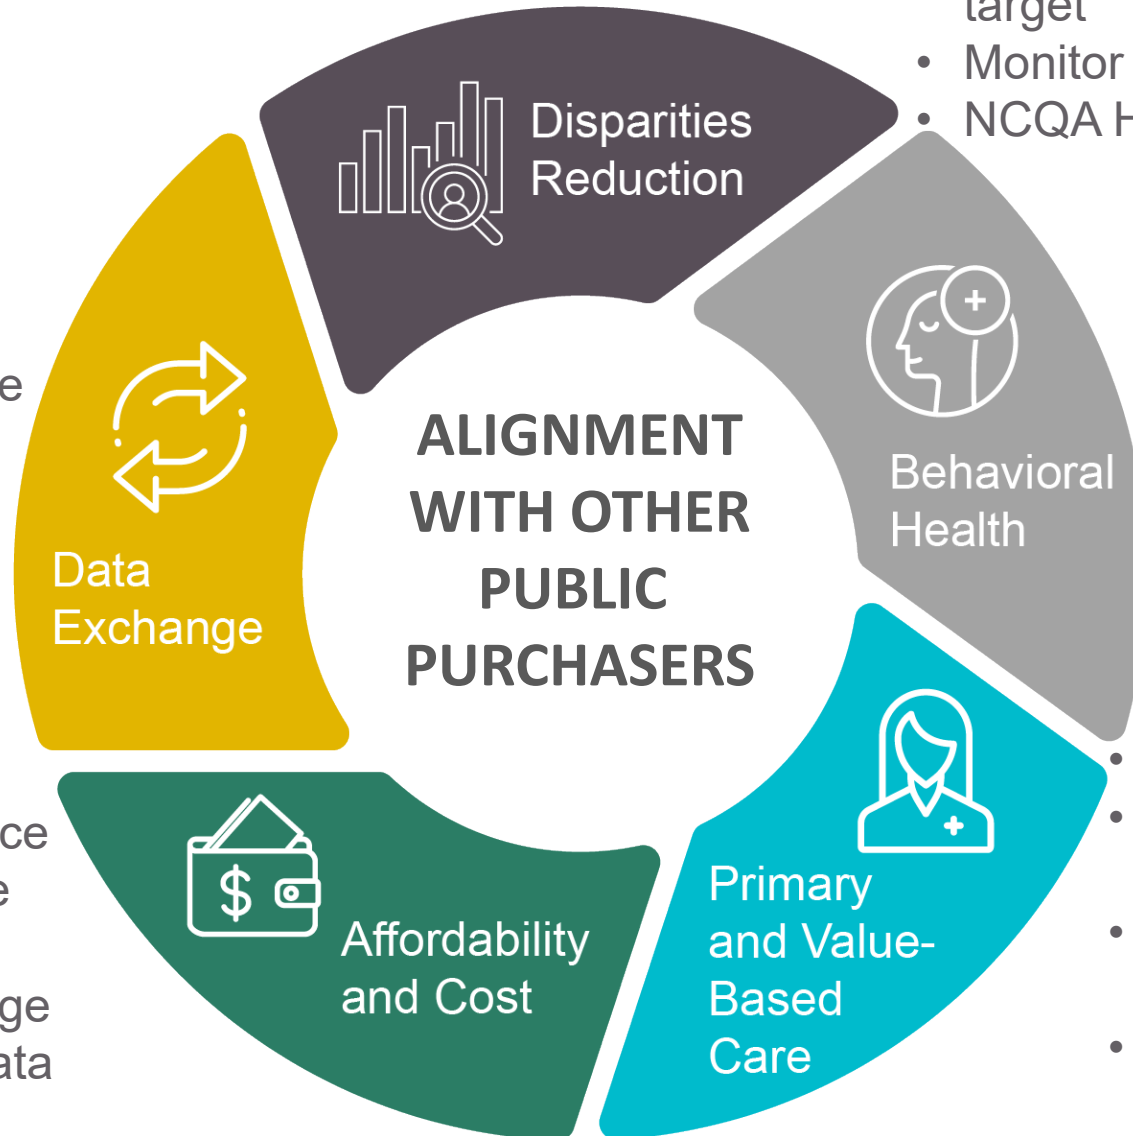 target
• Monitor
• NCQA
Disparities
Reduction
Behavioral
Health
ALIGNMENT
WITH OTHER
PUBLIC
PURCHASERS
Data
Exchange
Primary
and Value-
Based
Care
$
Affordability
and Cost